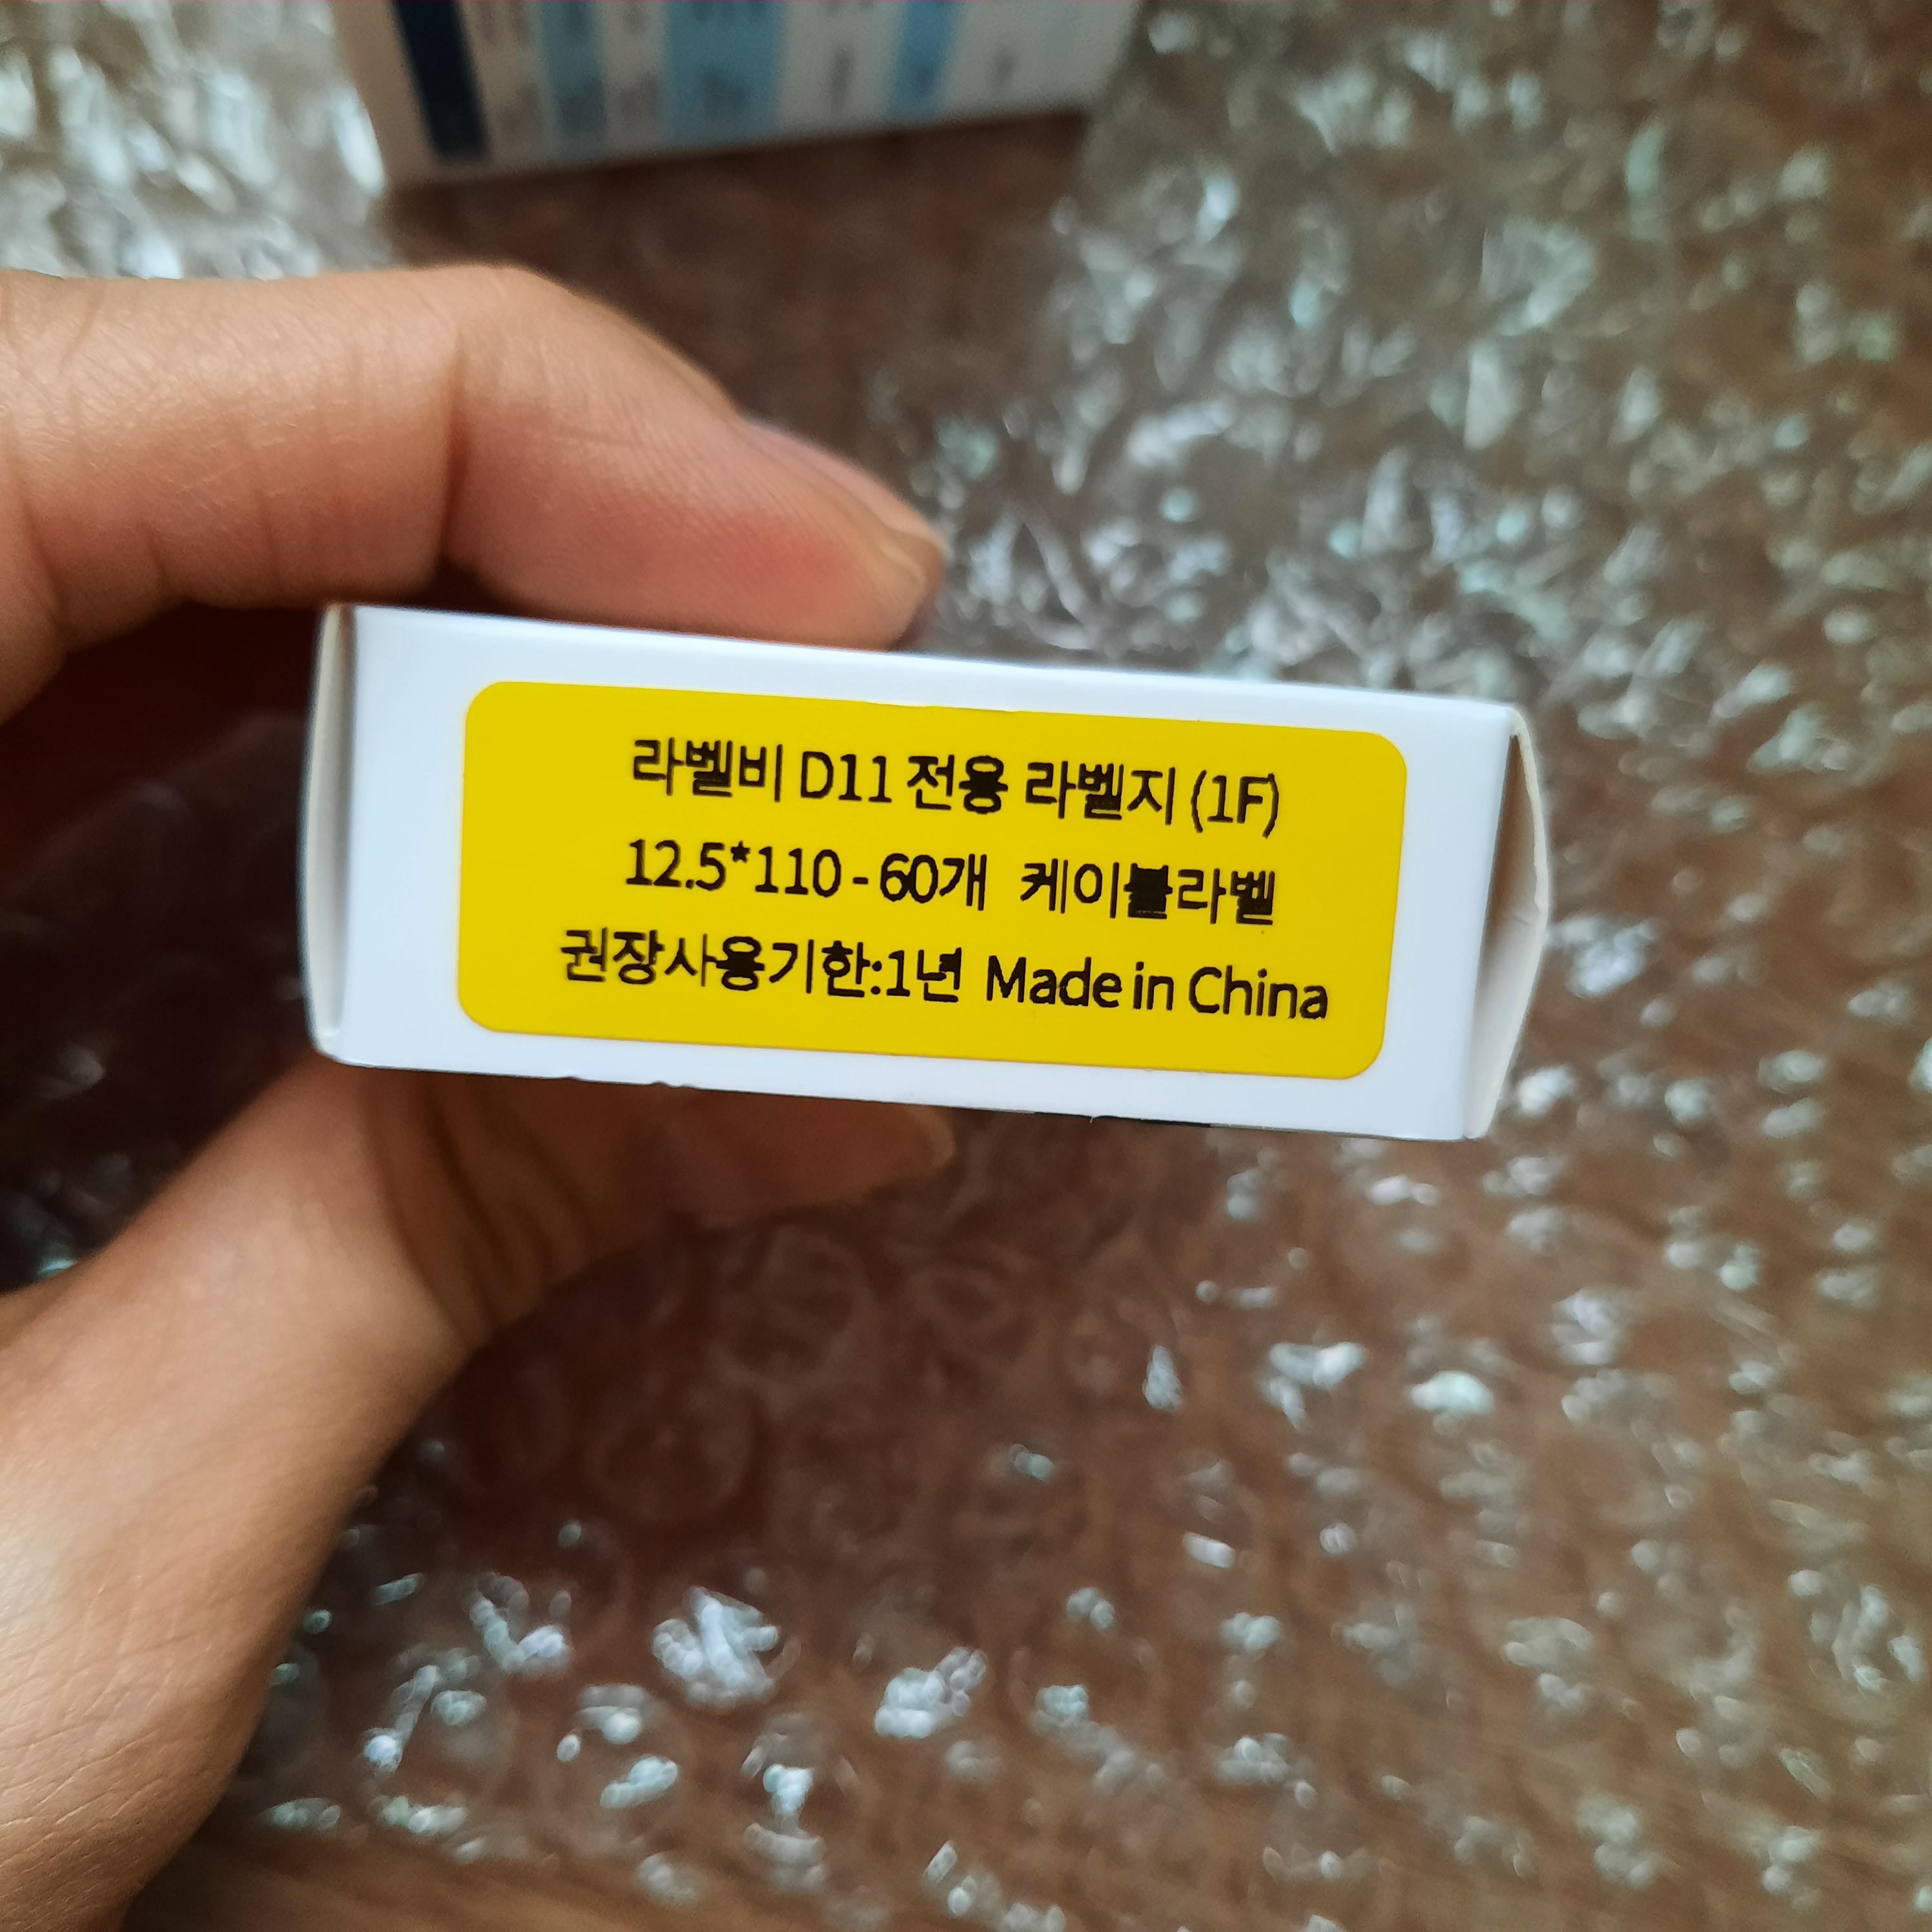 라벨비 D11 전용 라벨지 (1F)
12.5*110 - 60개 케이블라벨
권장사용기한:1년 Made in China